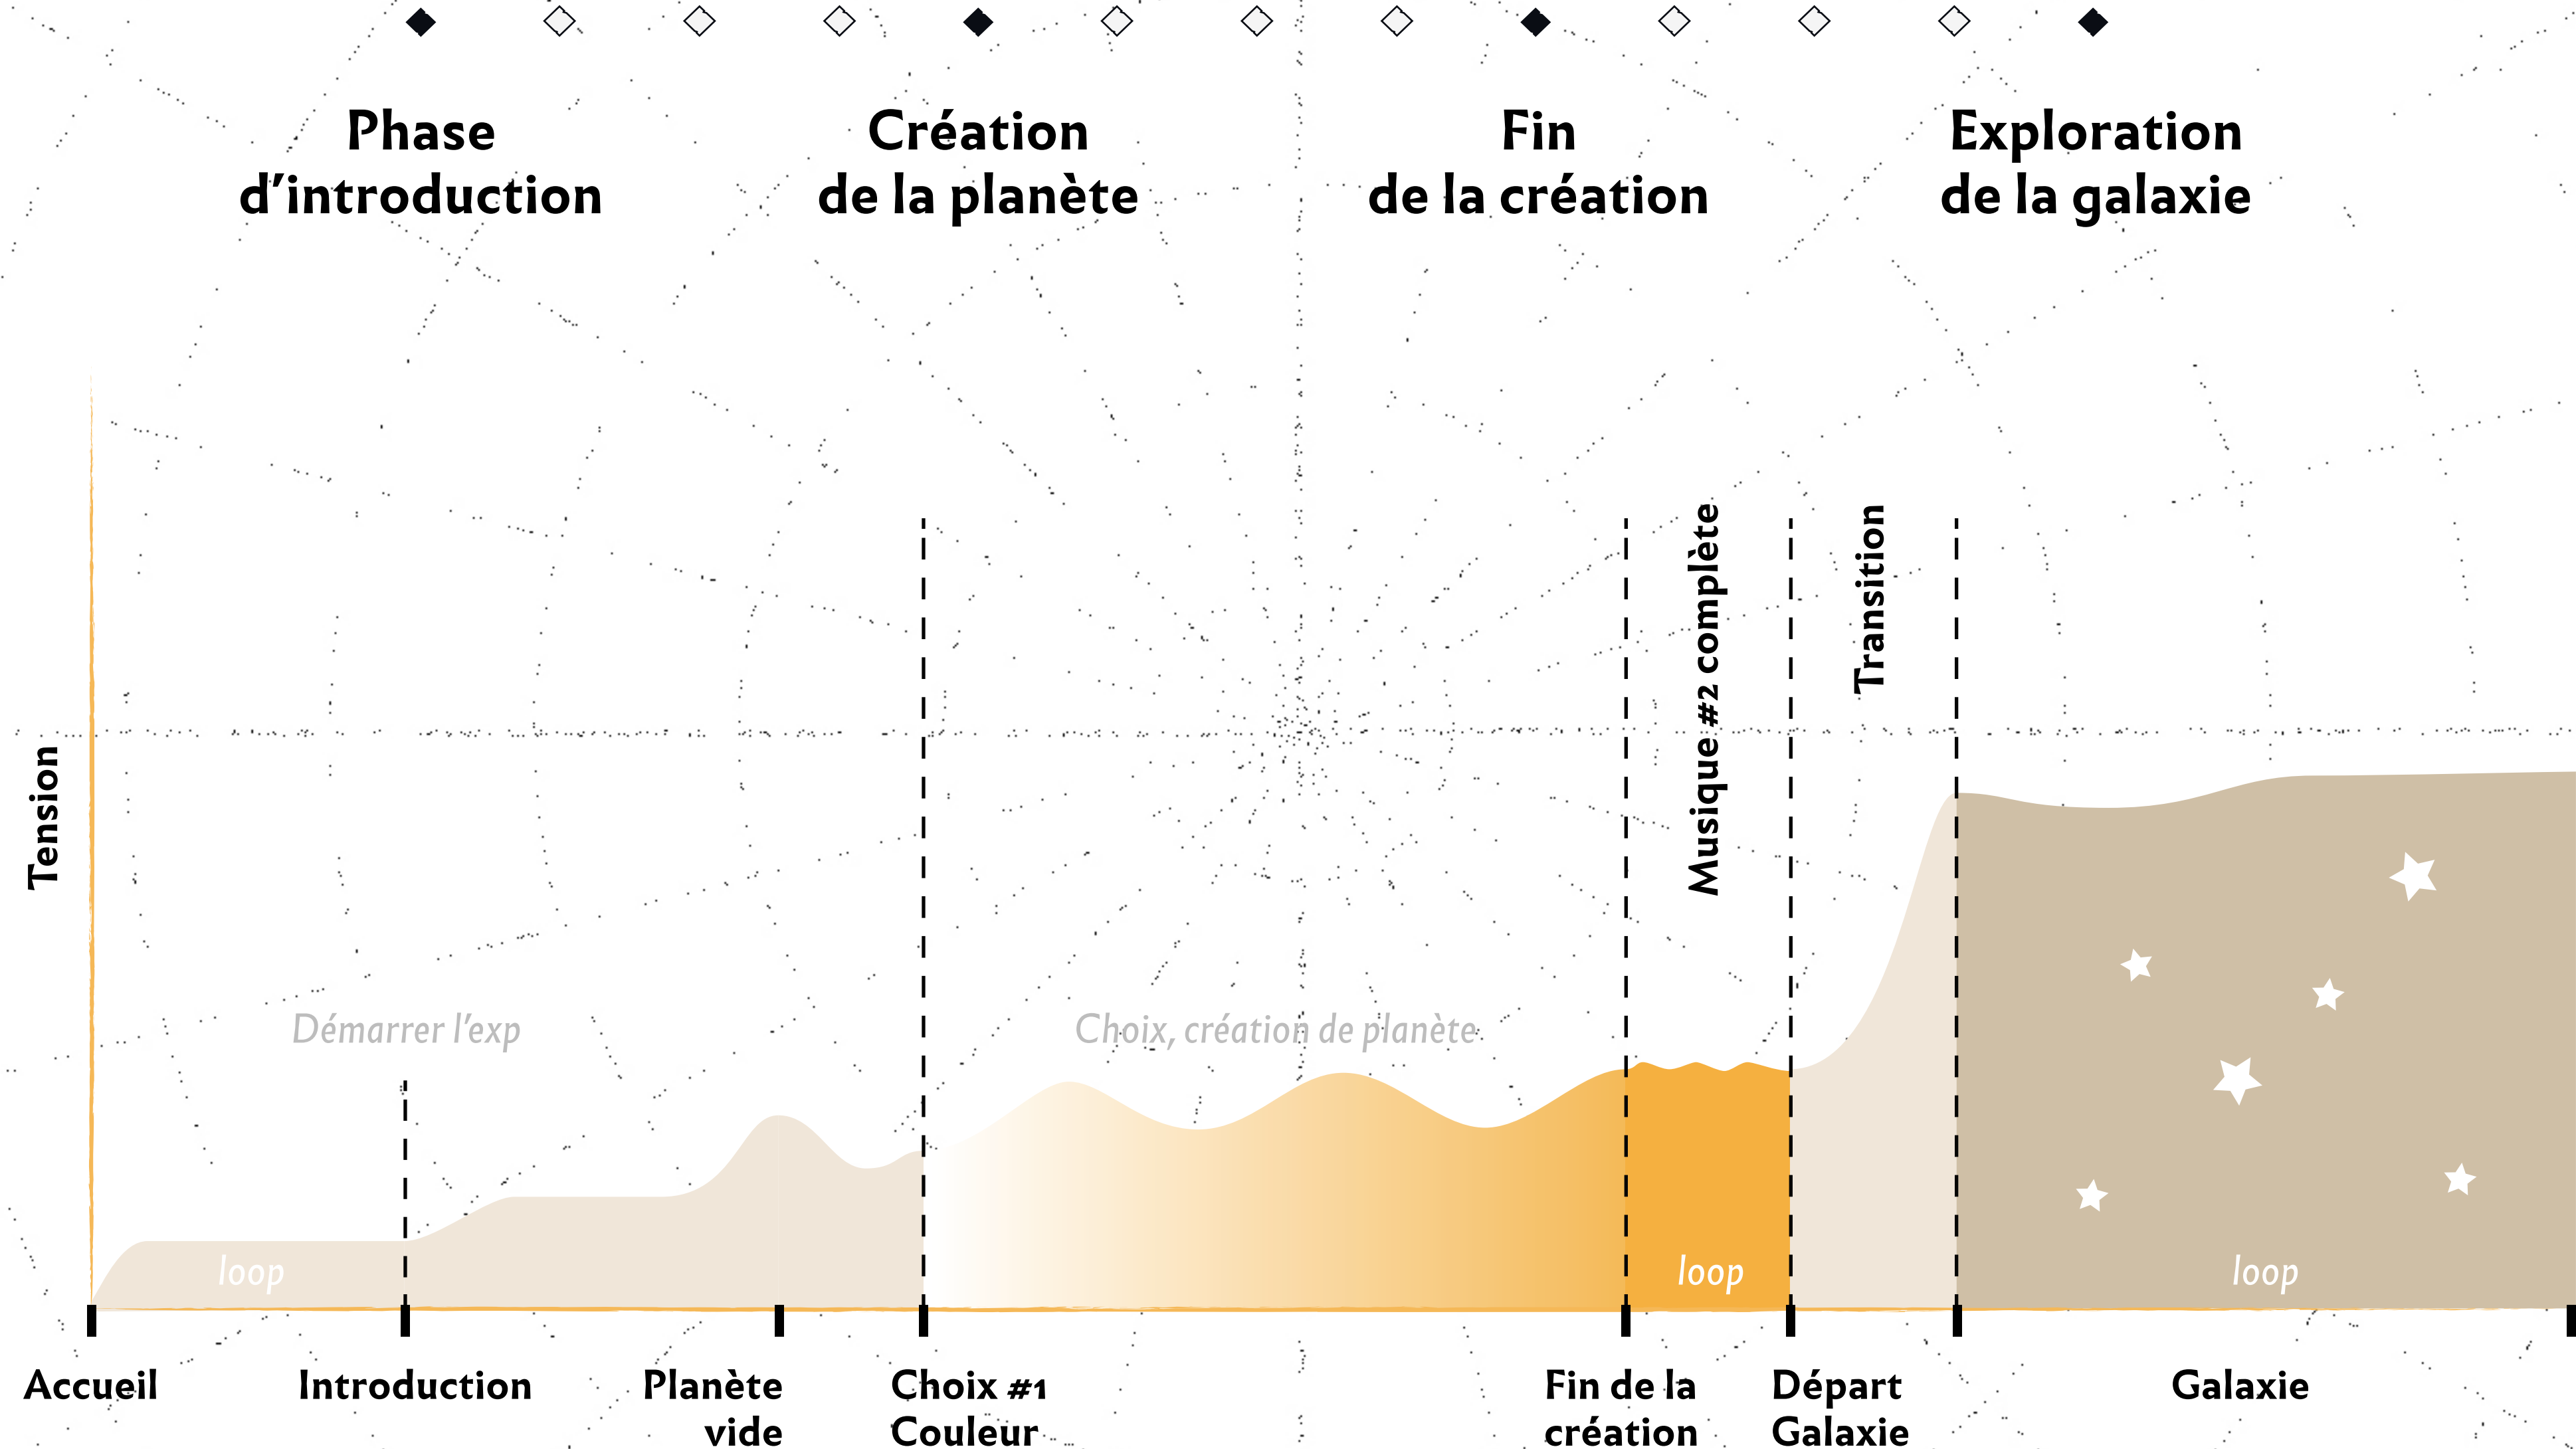 Phase
d'introduction
Création
de la planète
Fin
de la création
Exploration
de la galaxie
Tension
Musique #2 complète
Transition
Démarrer l'exp
Choix, création de planète
loop
loop
loop
Accueil
Introduction
Planète
vide
Choix #1
Couleur
Fin de la
création
Départ
Galaxie
Galaxie